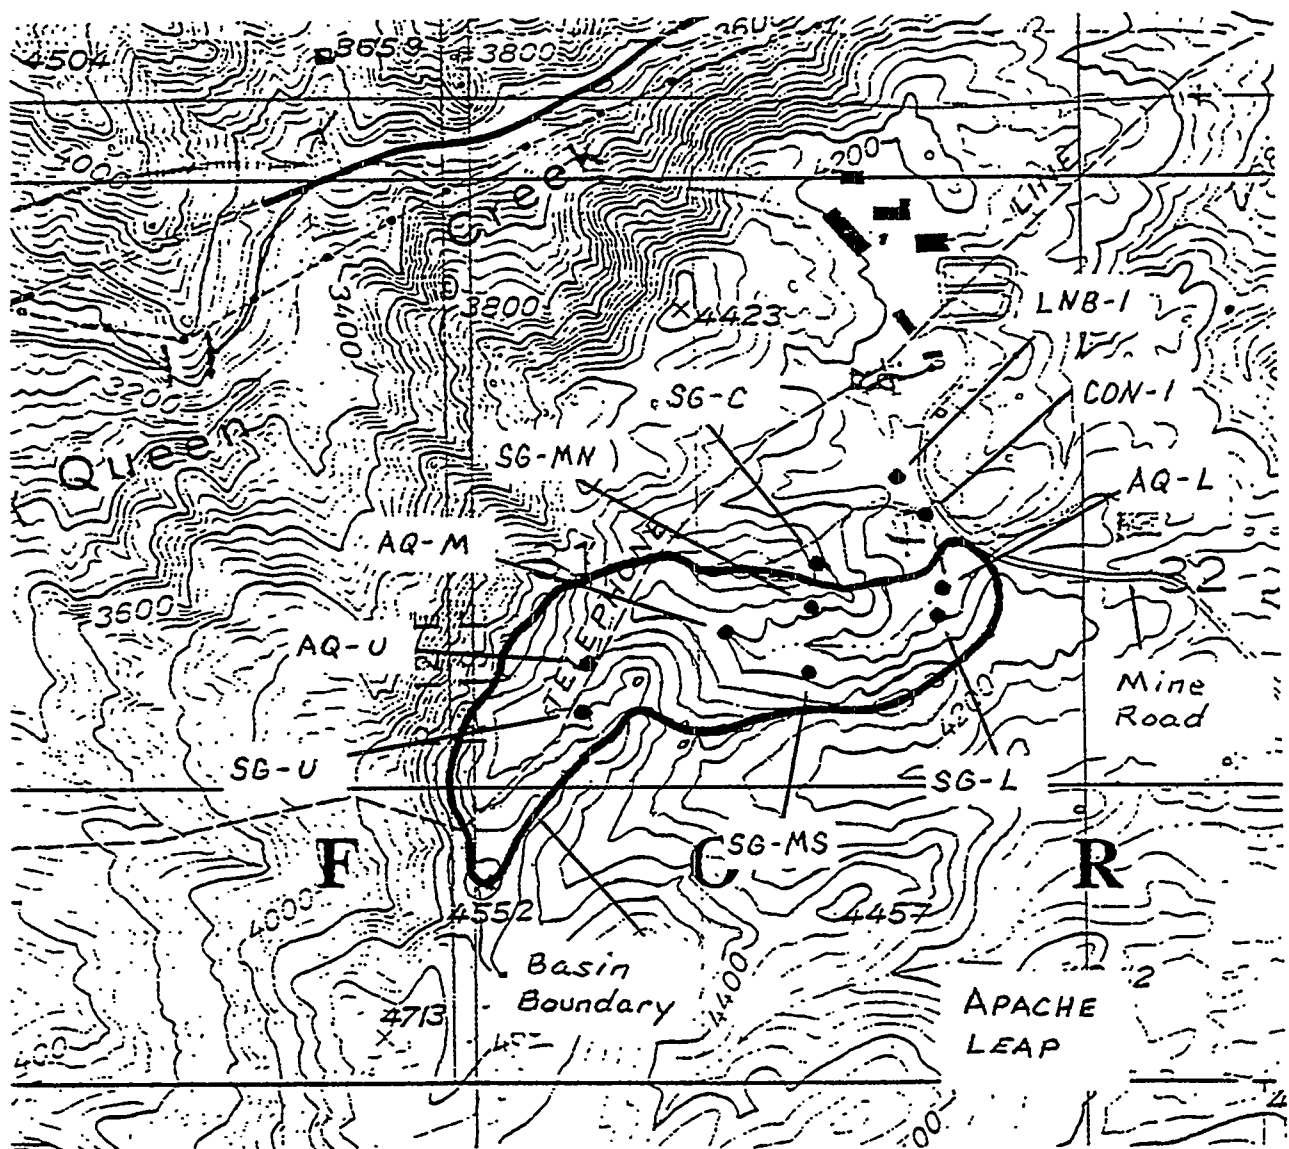 4504
3659
3800
200
LINE
Creek
3400
3800
4423
LNB-1
3200
SG-C
CON-1
Queen
SG-MN
AQ-L
AQ-M
32
3600
AQ-U
TELEPHONE
Mine
Road
4200
SG-U
SG-L
SG-MS
F
C
R
4552
4457
4000
Basin
Boundary
4400
2
APACHE
LEAP
4713